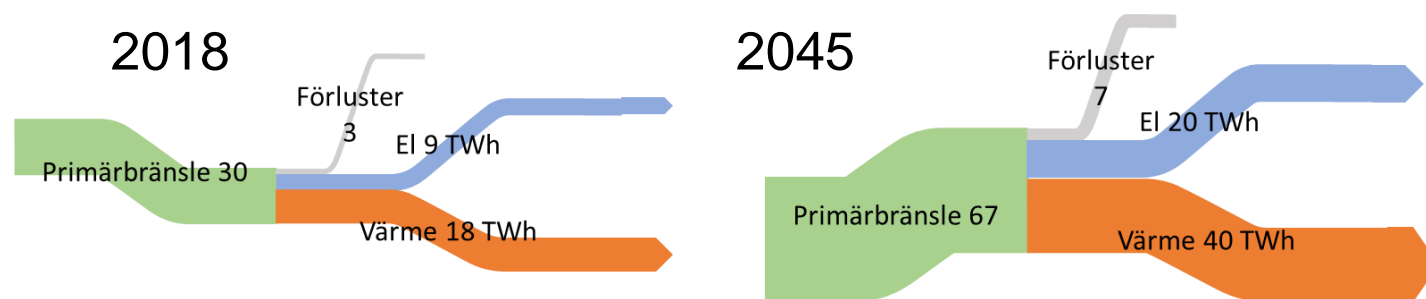 2018
Förluster
3
El 9 TWh
Primärbränsle 30
Värme 18 TWh
2045
Förluster
7
El 20 TWh
Primärbränsle 67
Värme 40 TWh